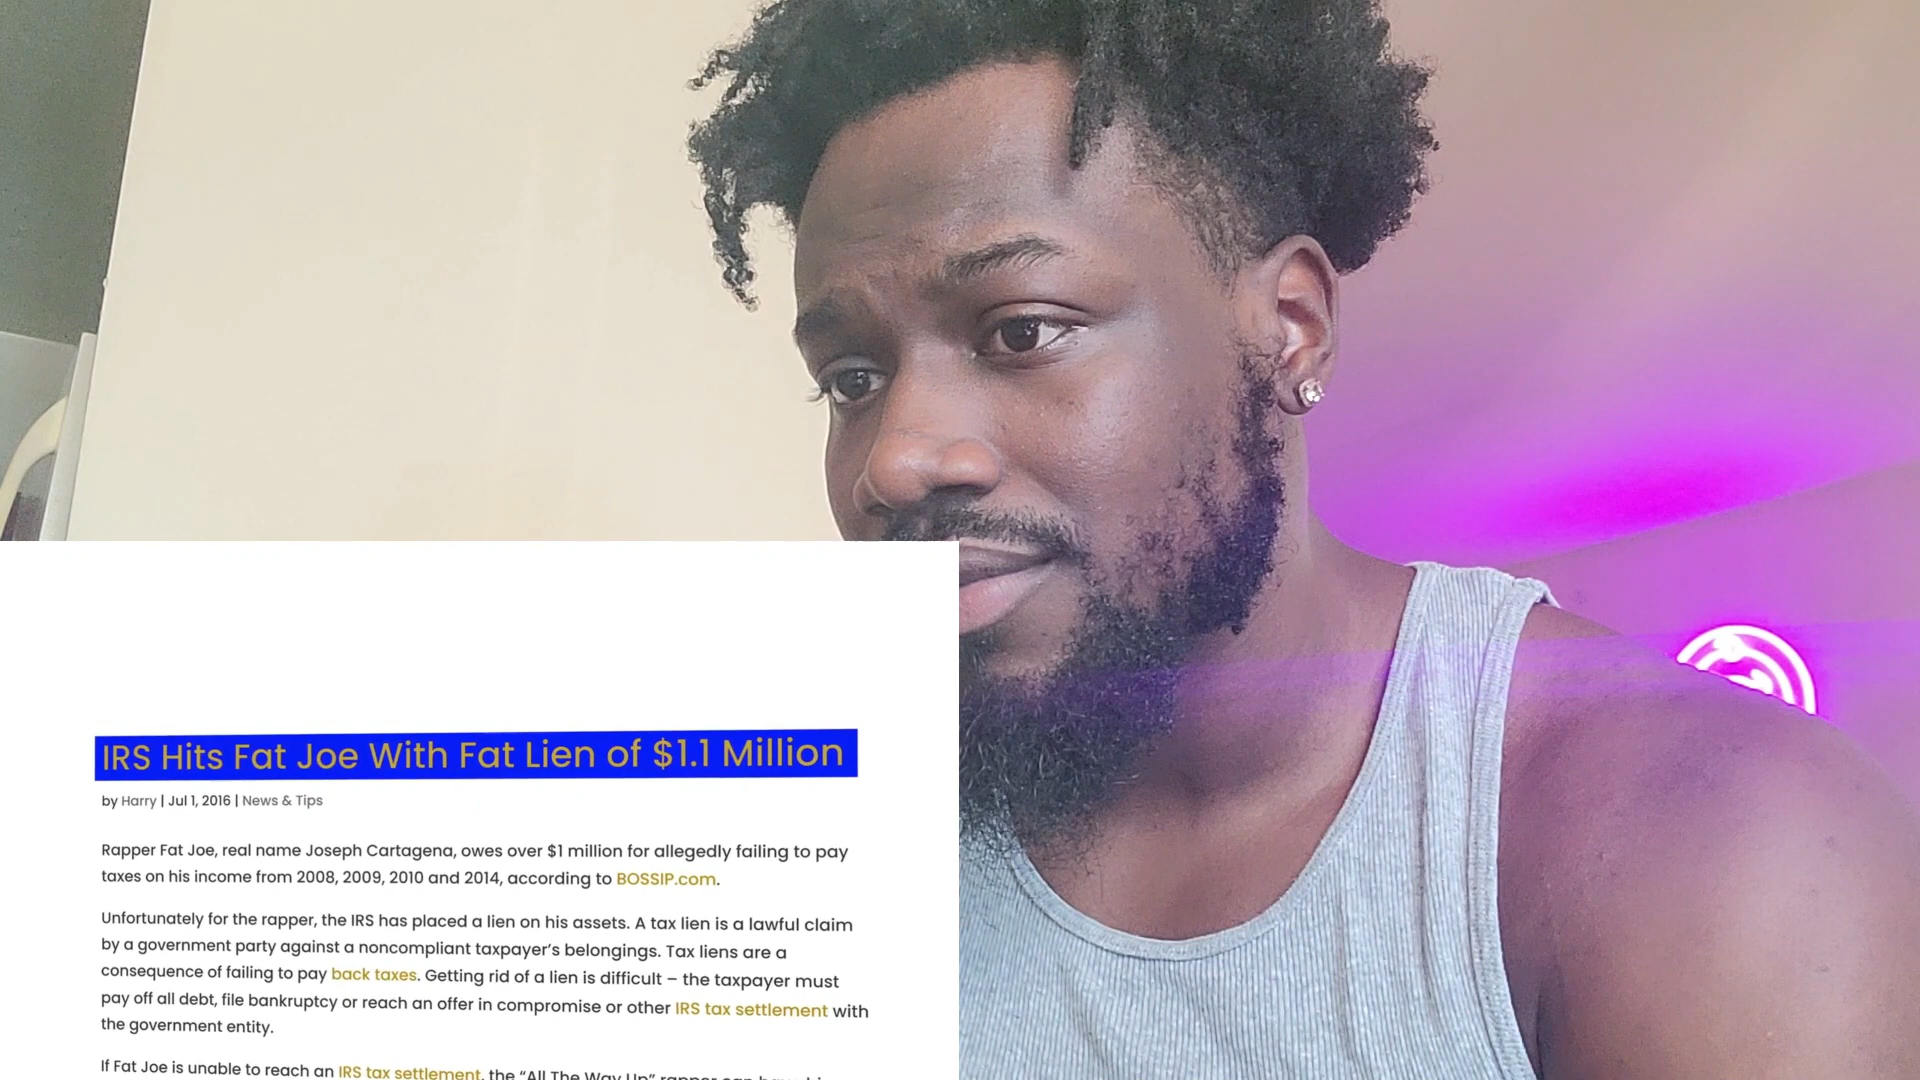 IRS Hits Fat Joe With Fat Lien of $1.1 Million
by Harry | Jul 1, 2016 | News & Tips
Rapper Fat Joe, real name Joseph Cartagena, owes over $1 million for allegedly failing to pay
taxes on his income from 2008, 2009, 2010 and 2014, according to BOSSIP.com.
Unfortunately for the rapper, the IRS has placed a lien on his assets. A tax lien is a lawful claim
by a government party against a noncompliant taxpayer’s belongings. Tax liens are a
consequence of failing to pay back taxes. Getting rid of a lien is difficult – the taxpayer must
pay off all debt, file bankruptcy or reach an offer in compromise or other IRS tax settlement with
the government entity.
If Fat Joe is unable to reach an IRS tax settlement, the “All The Way Up” rapper can